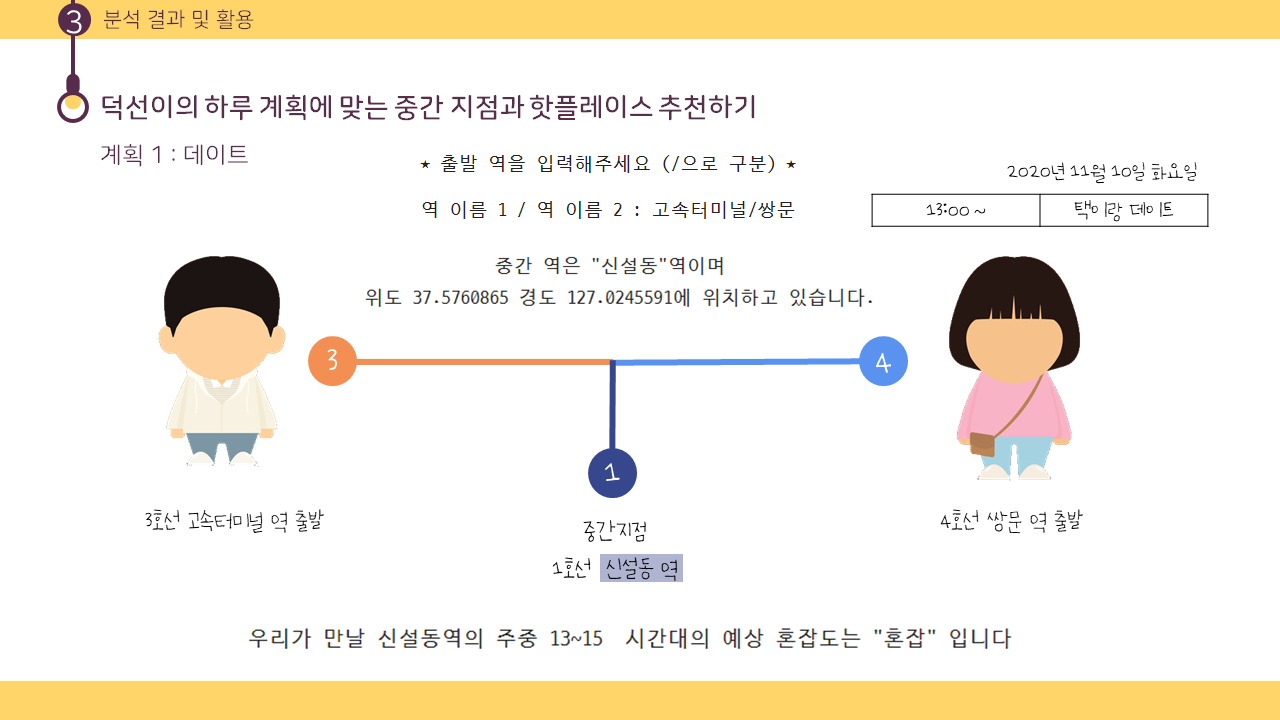 3 분석 결과 및 활용
덕선이의 하루 계획에 맞는 중간 지점과 핫플레이스 추천하기
계획 1 : 데이트
★ 출발 역을 입력해주세요 (/으로 구분) ★
2020년 11월 10일 화요일
역 이름 1 / 역 이름 2 : 고속터미널/쌍문
13:00 ~ 택이랑 데이트
중간 역은 "신설동"역이며
위도 37.5760865 경도 127.0245591에 위치하고 있습니다.
3
4
1
3호선 고속터미널 역 출발
4호선 쌍문 역 출발
중간지점
1호선 신설동 역
우리가 만날 신설동역의 주중 13~15 시간대의 예상 혼잡도는 "혼잡" 입니다